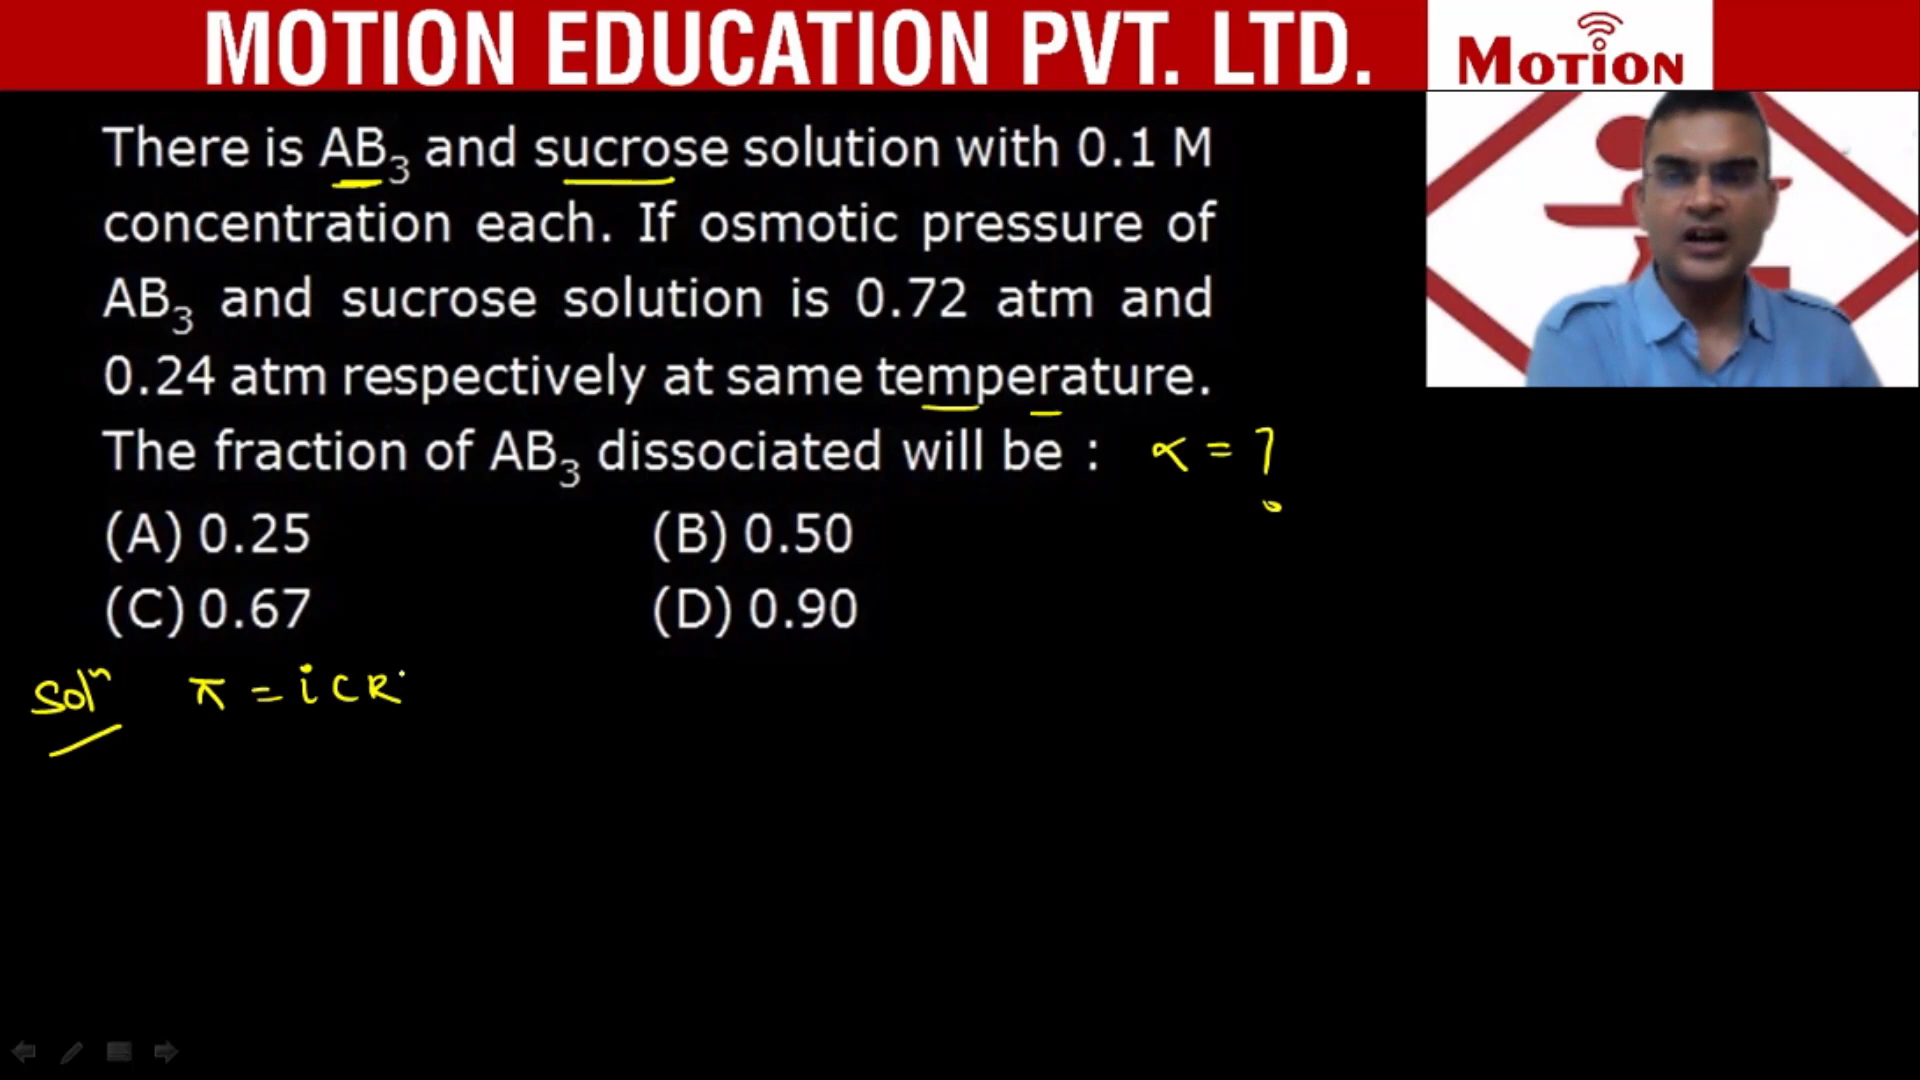 MOTION EDUCATION PVT. LTD.
MOTION
There is AB₃ and sucrose solution with 0.1 M
concentration each. If osmotic pressure of
AB₃ and sucrose solution is 0.72 atm and
0.24 atm respectively at same temperature.
The fraction of AB₃ dissociated will be : α = ?
(A) 0.25 (B) 0.50
(C) 0.67 (D) 0.90
Solⁿ π = iCR